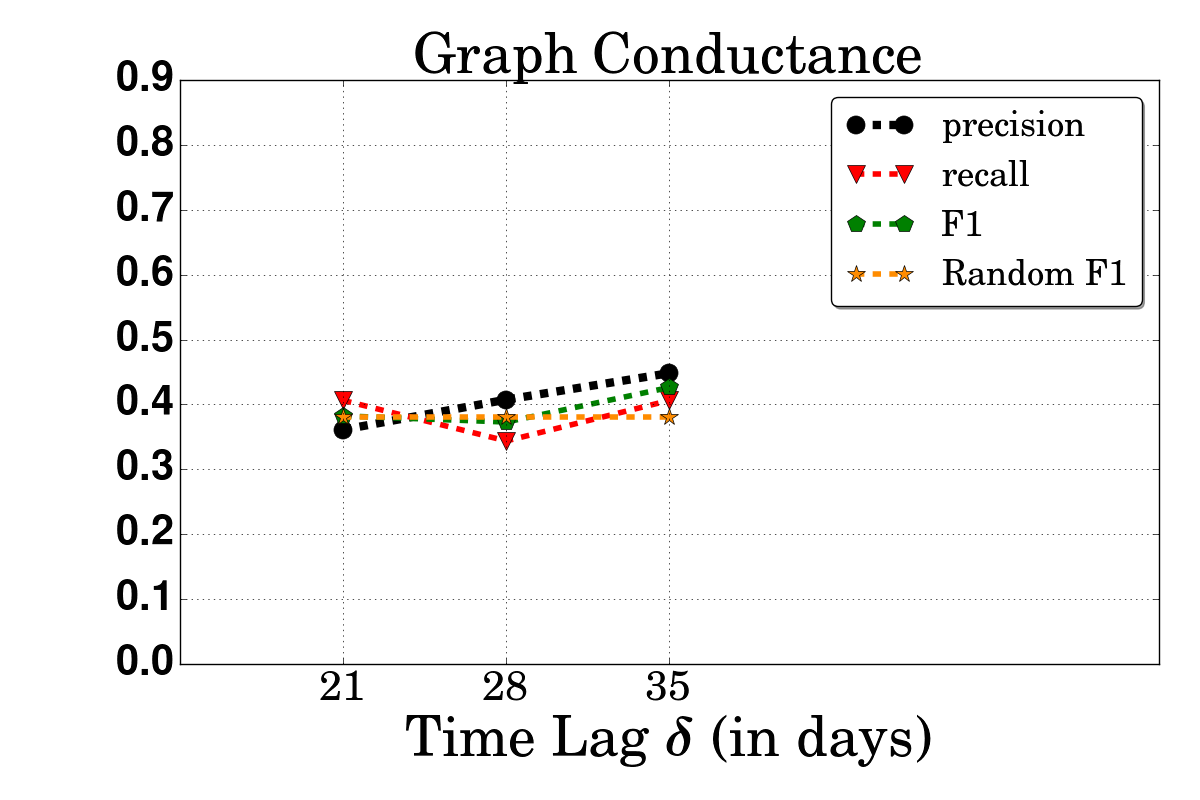 Graph Conductance
0.9
0.8
0.7
0.6
0.5
0.4
0.3
0.2
0.1
0.0
precision
recall
F1
Random F1
21 28 35
Time Lag δ (in days)